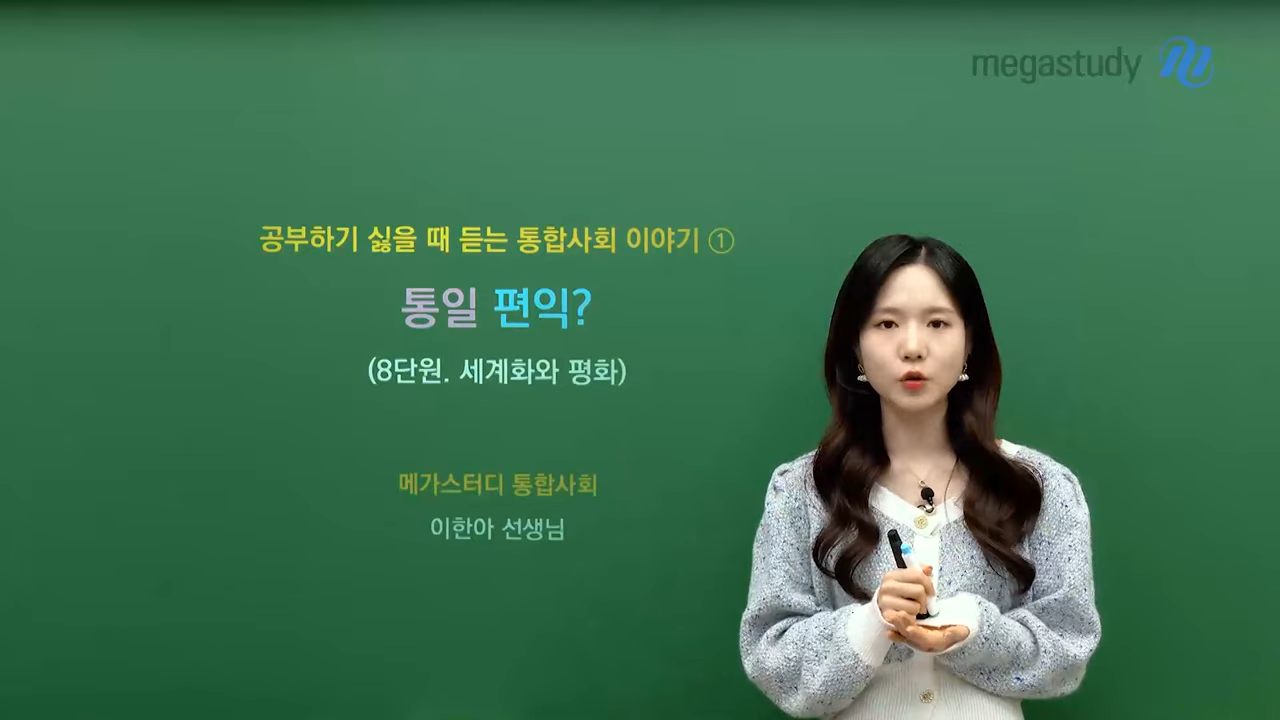 megastudy
공부하기 싫을 때 듣는 통합사회 이야기 ①
통일 편익?
(8단원. 세계화와 평화)
메가스터디 통합사회
이한아 선생님